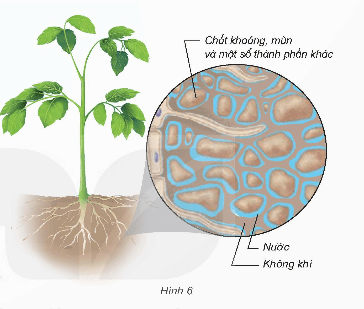 Chất khoáng, mùn
và một số thành phần khác
Nước
Không khí
Hình 6